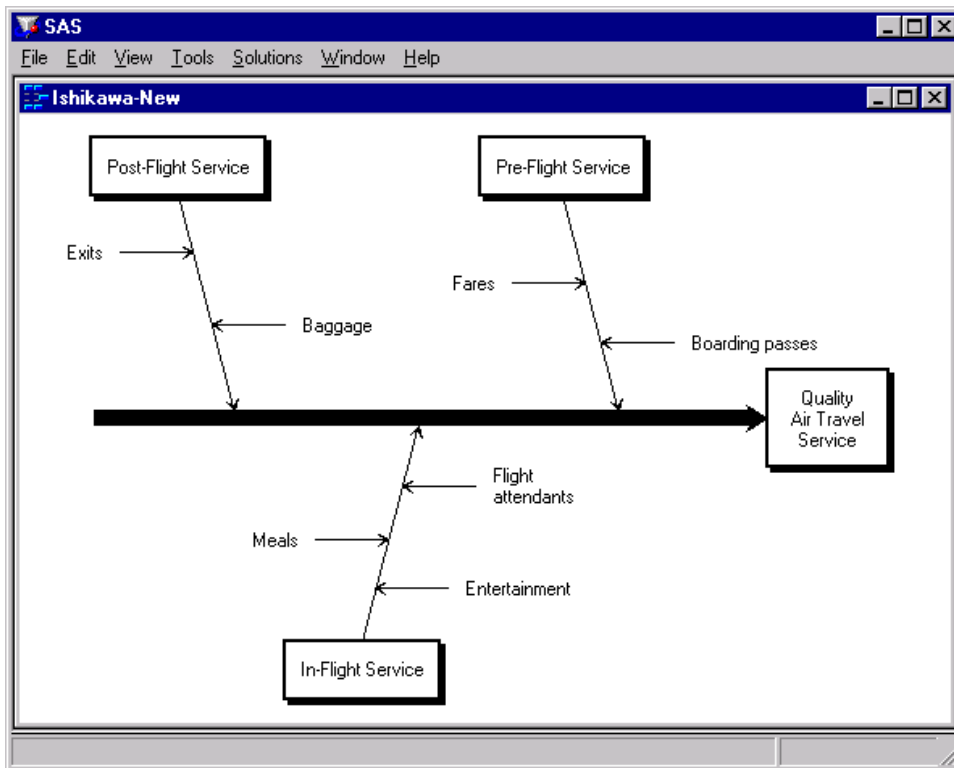 SAS
File Edit View Tools Solutions Window Help
Ishikawa-New
Post-Flight Service
Pre-Flight Service
Exits
Fares
Baggage
Boarding passes
Quality
Air Travel
Service
Flight
attendants
Meals
Entertainment
In-Flight Service